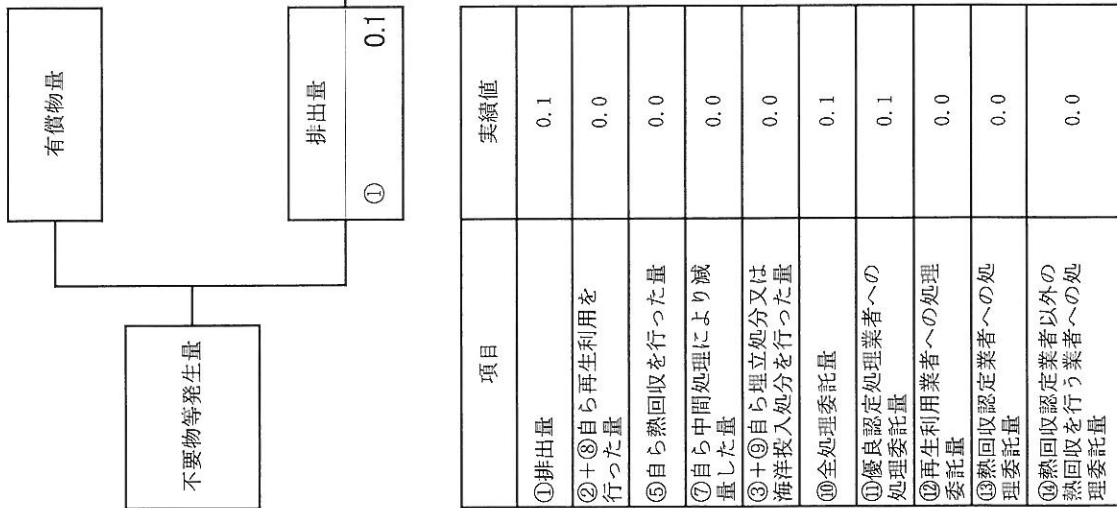 有償物量
不要物等発生量
排出量
① 0.1
項目 実績値
①排出量 0.1
②+⑧自ら再生利用を
行った量 0.0
⑤自ら熱回収を行った量 0.0
⑦自ら中間処理により減
量した量 0.0
③+⑨自ら埋立処分又は
海洋投入処分を行った量 0.0
⑩全処理委託量 0.1
⑪優良認定処理業者への
処理委託量 0.1
⑫再生利用業者への処理
委託量 0.0
⑬熱回収認定業者への処
理委託量 0.0
⑭熱回収認定業者以外の
熱回収を行う業者への処
理委託量 0.0